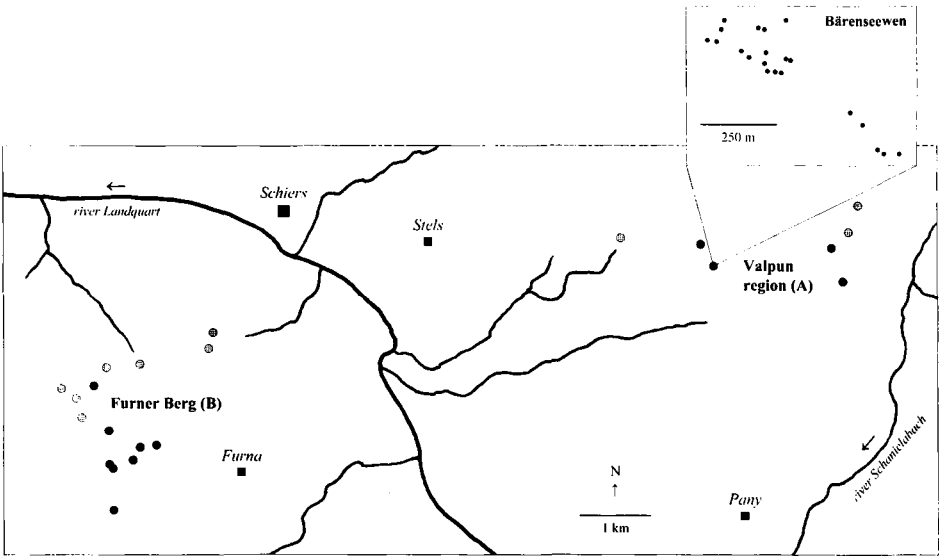 Bärenseewen
250 m
Schiers
river Landquart
Stels
Valpun
region (A)
Furner Berg (B)
Furna
N
1 km
Pany
river Schanielabach